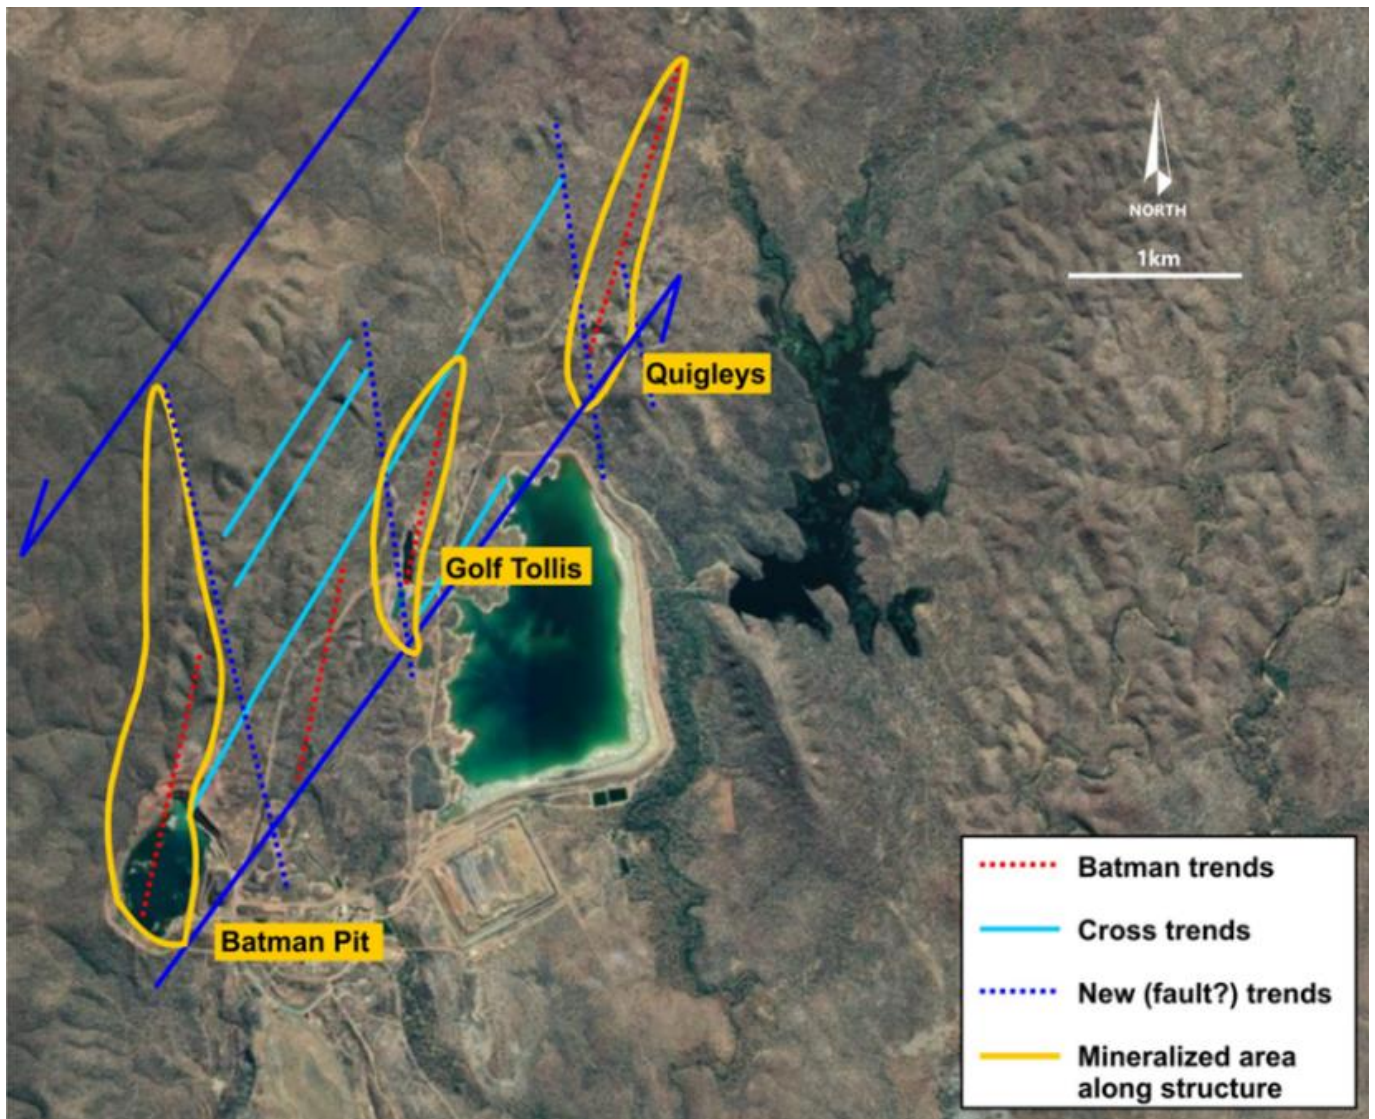 NORTH
1km
Quigleys
Golf Tollis
Batman Pit
Batman trends
Cross trends
New (fault?) trends
Mineralized area
along structure